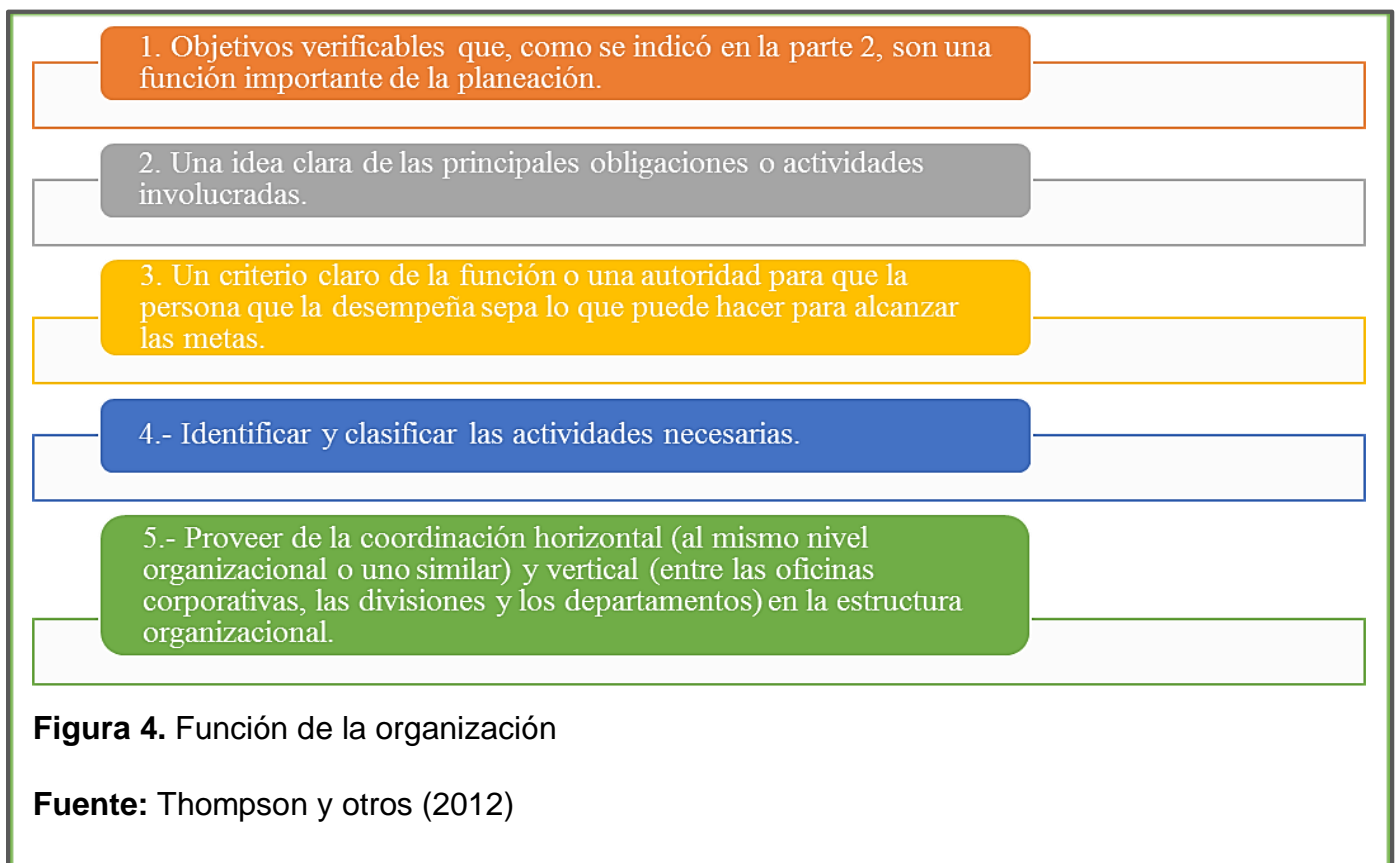 1. Objetivos verificables que, como se indicó en la parte 2, son una
función importante de la planeación.
2. Una idea clara de las principales obligaciones o actividades
involucradas.
3. Un criterio claro de la función o una autoridad para que la
persona que la desempeña sepa lo que puede hacer para alcanzar
las metas.
4.- Identificar y clasificar las actividades necesarias.
5.- Proveer de la coordinación horizontal (al mismo nivel
organizacional o uno similar) y vertical (entre las oficinas
corporativas, las divisiones y los departamentos) en la estructura
organizacional.
Figura 4. Función de la organización
Fuente: Thompson y otros (2012)